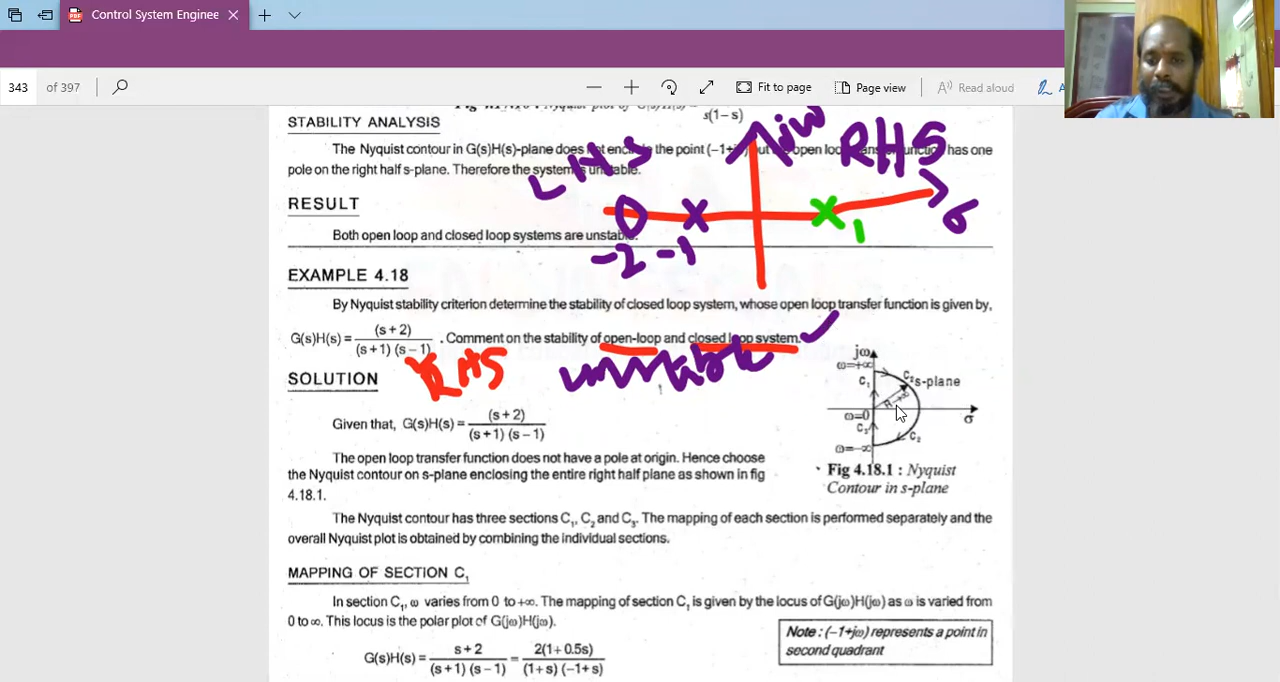 Control System Enginee
343 of 397
Fit to page
Page view
Read aloud
s(1−s)
STABILITY ANALYSIS
The Nyquist contour in G(s)H(s)-plane does the point (−1+ has one
pole on the right half s-plane. Therefore the system is unstable.
jω
RHS
LHS
RESULT
Both open loop and closed loop systems are unstable.
-2 -1 1 σ
EXAMPLE 4.18
By Nyquist stability criterion determine the stability of closed loop system, whose open loop transfer function is given by,
G(s)H(s)= (s+2) / (s+1) (s−1) . Comment on the stability of open-loop and closed loop system.
RHS unstable
SOLUTION
Given that, G(s)H(s)= (s+2) / (s+1) (s−1)
The open loop transfer function does not have a pole at origin. Hence choose
the Nyquist contour on s-plane enclosing the entire right half plane as shown in fig
4.18.1.
jω
ω=+∞
C₁ C₂ s-plane
R→∞
ω=0
σ
C₃ C₂
ω=−∞
Fig 4.18.1 : Nyquist
Contour in s-plane
The Nyquist contour has three sections C₁, C₂ and C₃. The mapping of each section is performed separately and the
overall Nyquist plot is obtained by combining the individual sections.
MAPPING OF SECTION C₁
In section C₁, ω varies from 0 to +∞. The mapping of section C₁ is given by the locus of G(jω)H(jω) as ω is varied from
0 to ∞. This locus is the polar plot of G(jω)H(jω).
G(s)H(s)= s+2 / (s+1) (s−1) = 2(1+0.5s) / (1+s) (−1+s)
Note : (−1+jω) represents a point in
second quadrant